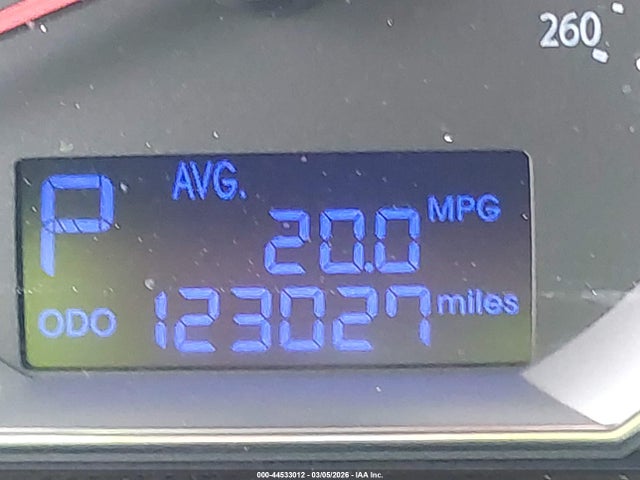 260
P
AVG.
20.0 MPG
ODO 123027 miles
000-44533012 - 03/05/2026 - IAA Inc.